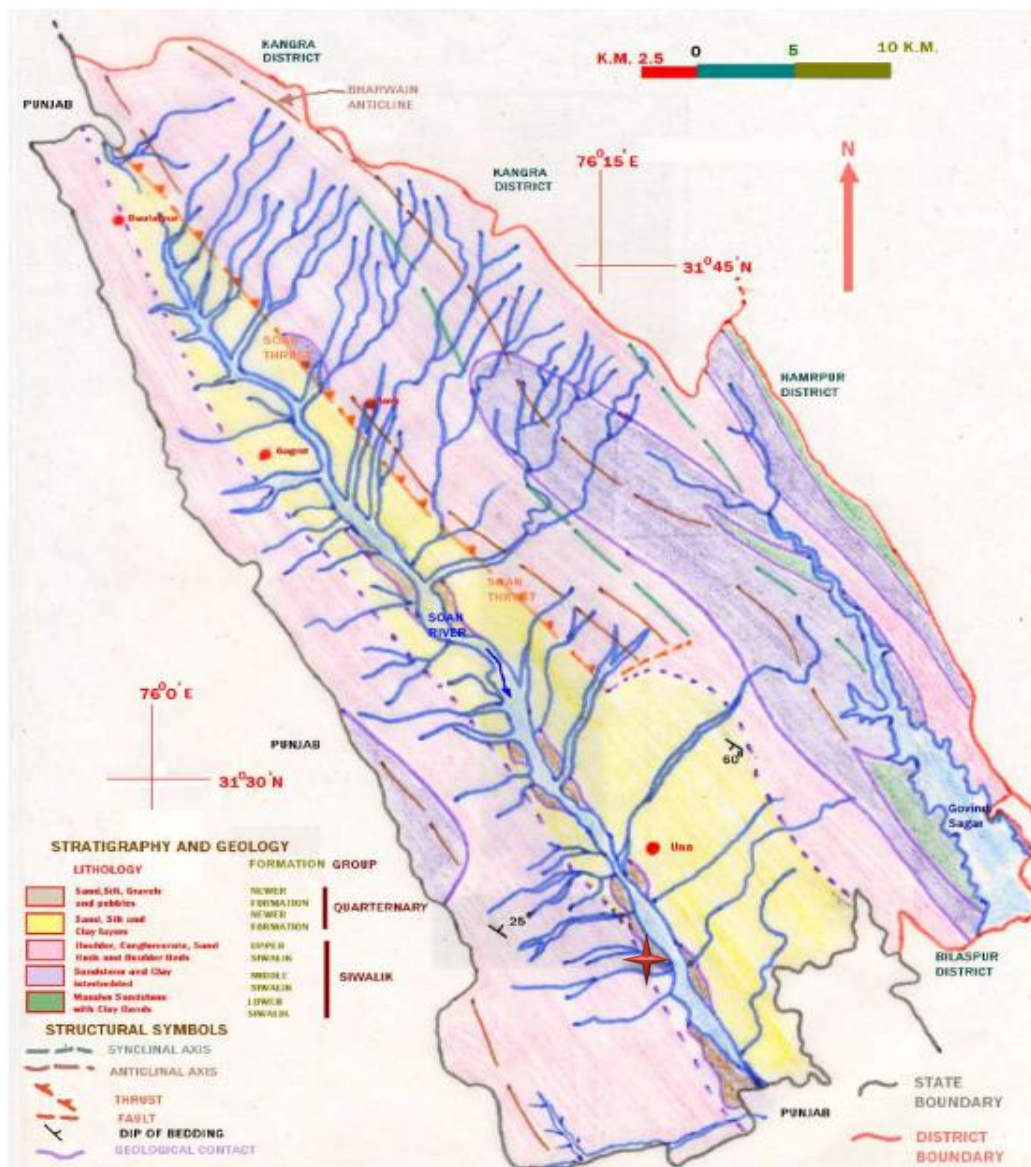 KANGRA
DISTRICT
K.M. 2.5
0
5
10 K.M.
BHARWAIN
ANTICLINE
PUNJAB
76°15'E
N
KANGRA
DISTRICT
31°45'N
SOAN
THRUST
HAMRPUR
DISTRICT
SOAN
THRUST
SOAN
RIVER
76°0'E
PUNJAB
31°30'N
60°
Govind
Sagar
Una
25°
BILASPUR
DISTRICT
PUNJAB
STRATIGRAPHY AND GEOLOGY
LITHOLOGY
FORMATION GROUP
Sand, Silt, Gravels
and pebbles
NEWER
FORMATION
Sand, Silt and
Clay layers
NEWER
FORMATION
QUARTERNARY
Boulder, Conglomerate, Sand
Beds and Boulder Beds
UPPER
SIWALIK
Sandstone and Clay
interbedded
MIDDLE
SIWALIK
Massive Sandstone
with Clay Bands
LOWER
SIWALIK
SIWALIK
STRUCTURAL SYMBOLS
SYNCLINAL AXIS
ANTICLINAL AXIS
THRUST
FAULT
DIP OF BEDDING
GEOLOGICAL CONTACT
STATE
BOUNDARY
DISTRICT
BOUNDARY